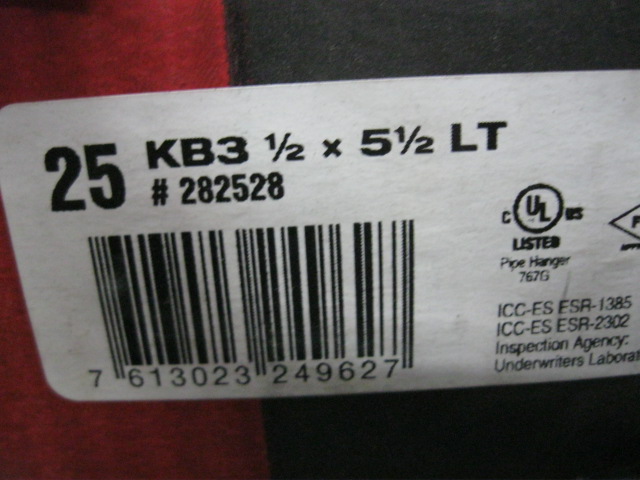 25 KB3 ½ x 5½ LT
# 282528
C UL US
LISTED
Pipe Hanger
767G
ICC-ES ESR-1385
ICC-ES ESR-2302
Inspection Agency:
Underwriters Laborat
7 613023 249627